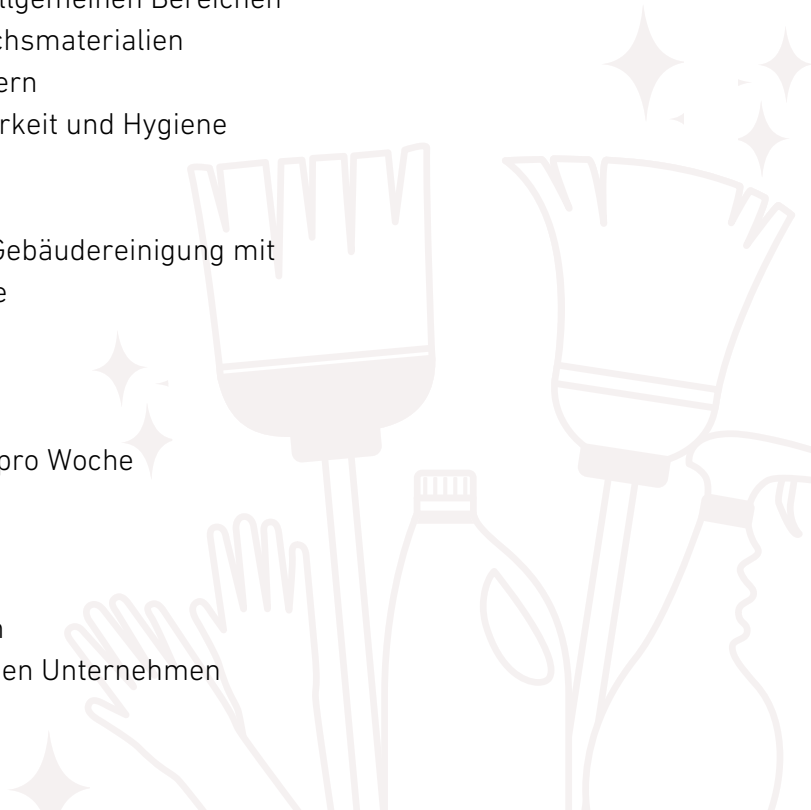 llgemeinen Bereichen
chsmaterialien
ern
rkeit und Hygiene
Gebäudereinigung mit
e
pro Woche
n
en Unternehmen